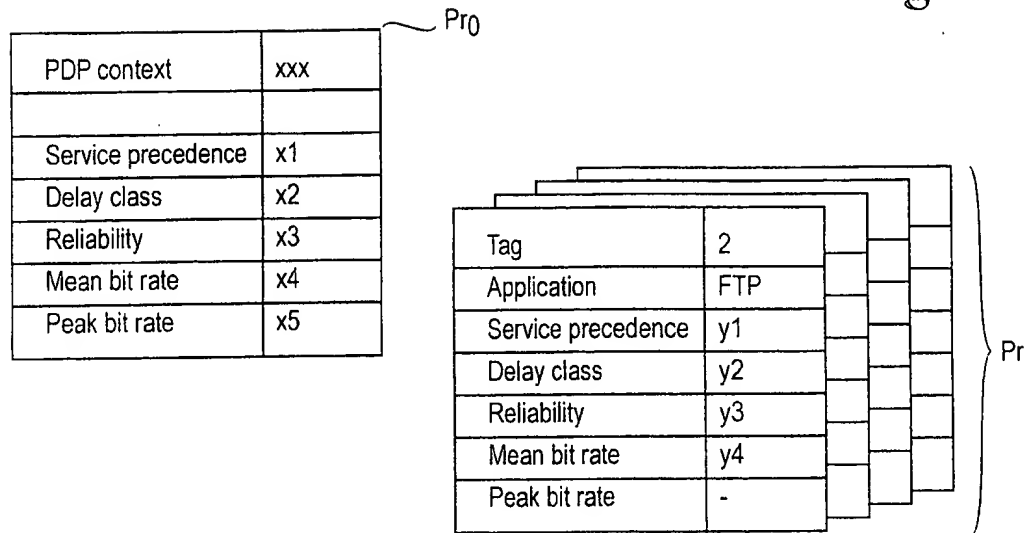 Pr0
PDP context xxx
Service precedence x1
Delay class x2
Reliability x3
Mean bit rate x4
Peak bit rate x5
Tag 2
Application FTP
Service precedence y1
Delay class y2
Reliability y3
Mean bit rate y4
Peak bit rate -
Pr